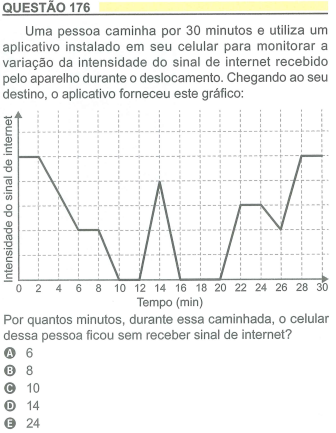 QUESTÃO 176
Uma pessoa caminha por 30 minutos e utiliza um
aplicativo instalado em seu celular para monitorar a
variação da intensidade do sinal de internet recebido
pelo aparelho durante o deslocamento. Chegando ao seu
destino, o aplicativo forneceu este gráfico:
Intensidade do sinal de internet
0 2 4 6 8 10 12 14 16 18 20 22 24 26 28 30
Tempo (min)
Por quantos minutos, durante essa caminhada, o celular
dessa pessoa ficou sem receber sinal de internet?
A 6
B 8
C 10
D 14
E 24